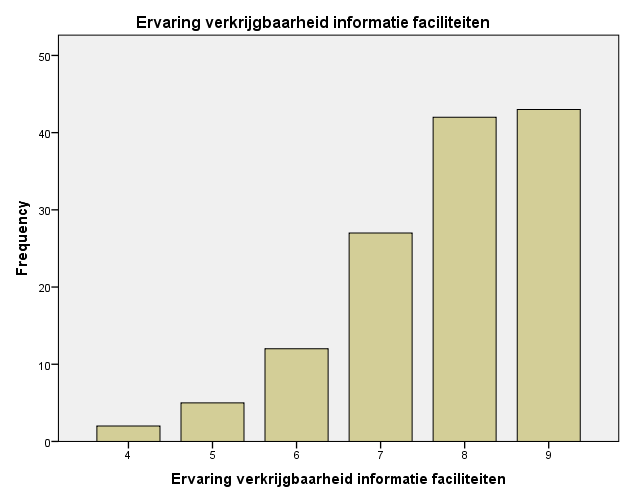 Ervaring verkrijgbaarheid informatie faciliteiten
50
40
30
20
10
0
Frequency
4 5 6 7 8 9
Ervaring verkrijgbaarheid informatie faciliteiten